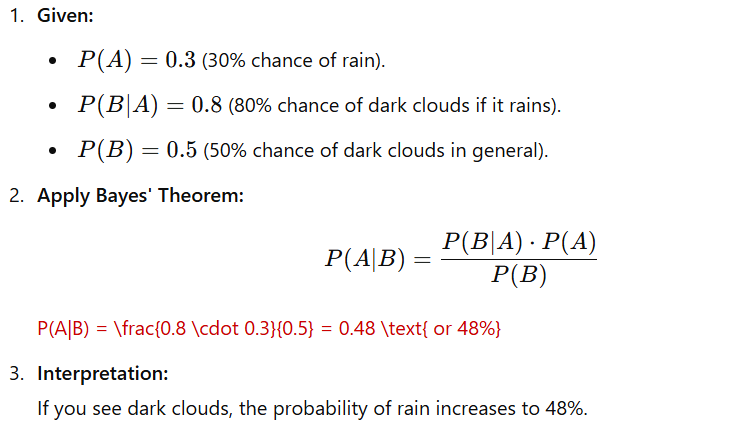 1. Given:
• P(A) = 0.3 (30% chance of rain).
• P(B|A) = 0.8 (80% chance of dark clouds if it rains).
• P(B) = 0.5 (50% chance of dark clouds in general).
2. Apply Bayes' Theorem:
P(A|B) = \frac{P(B|A) \cdot P(A)}{P(B)}
P(A|B) = \frac{0.8 \cdot 0.3}{0.5} = 0.48 \text{ or 48%}
3. Interpretation:
If you see dark clouds, the probability of rain increases to 48%.